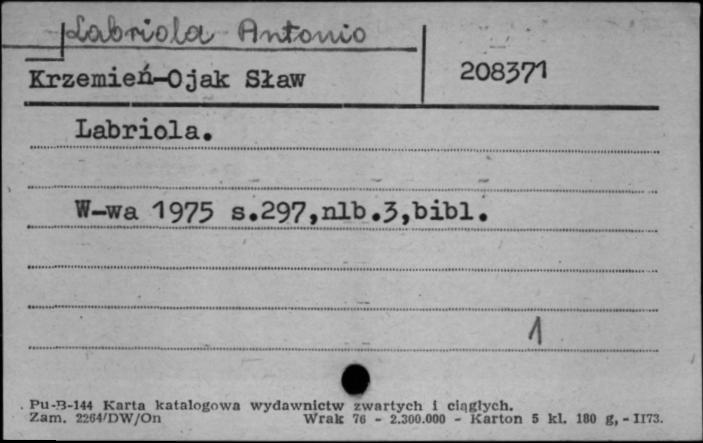 Labriola Antonio
Krzemień-Ojak Sław 208371
Labriola.
W-wa 1975 s.297,nlb.3,bibl.
1
Pu-B-144 Karta katalogowa wydawnictw zwartych i ciągłych.
Zam. 2264/DW/On Wrak 76 - 2.300.000 - Karton 5 kl. 180 g, - II73.